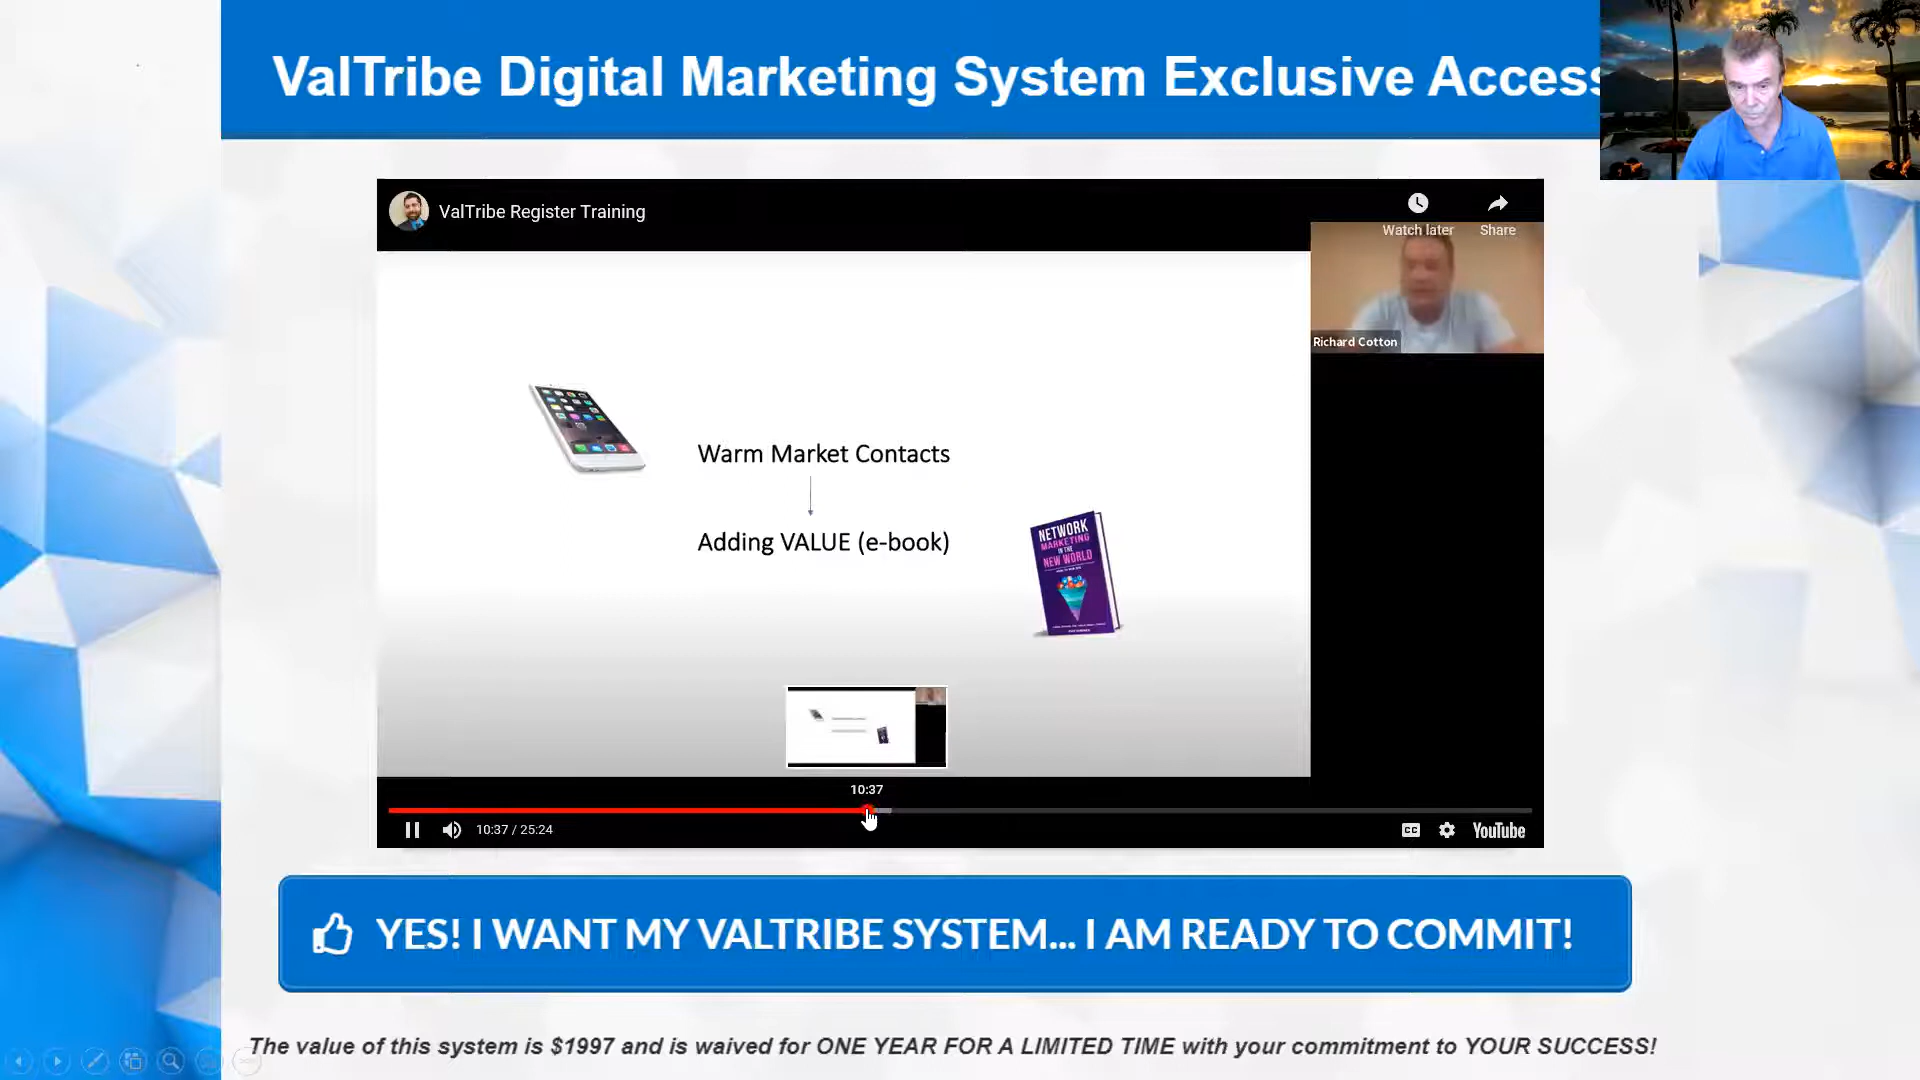 ValTribe Digital Marketing System Exclusive Access
ValTribe Register Training
Watch later
Share
Richard Cotton
Warm Market Contacts
Adding VALUE (e-book)
NETWORK
MARKETING
IN THE
NEW WORLD
10:37
10:37 / 25:24
CC
YouTube
YES! I WANT MY VALTRIBE SYSTEM... I AM READY TO COMMIT!
The value of this system is $1997 and is waived for ONE YEAR FOR A LIMITED TIME with your commitment to YOUR SUCCESS!